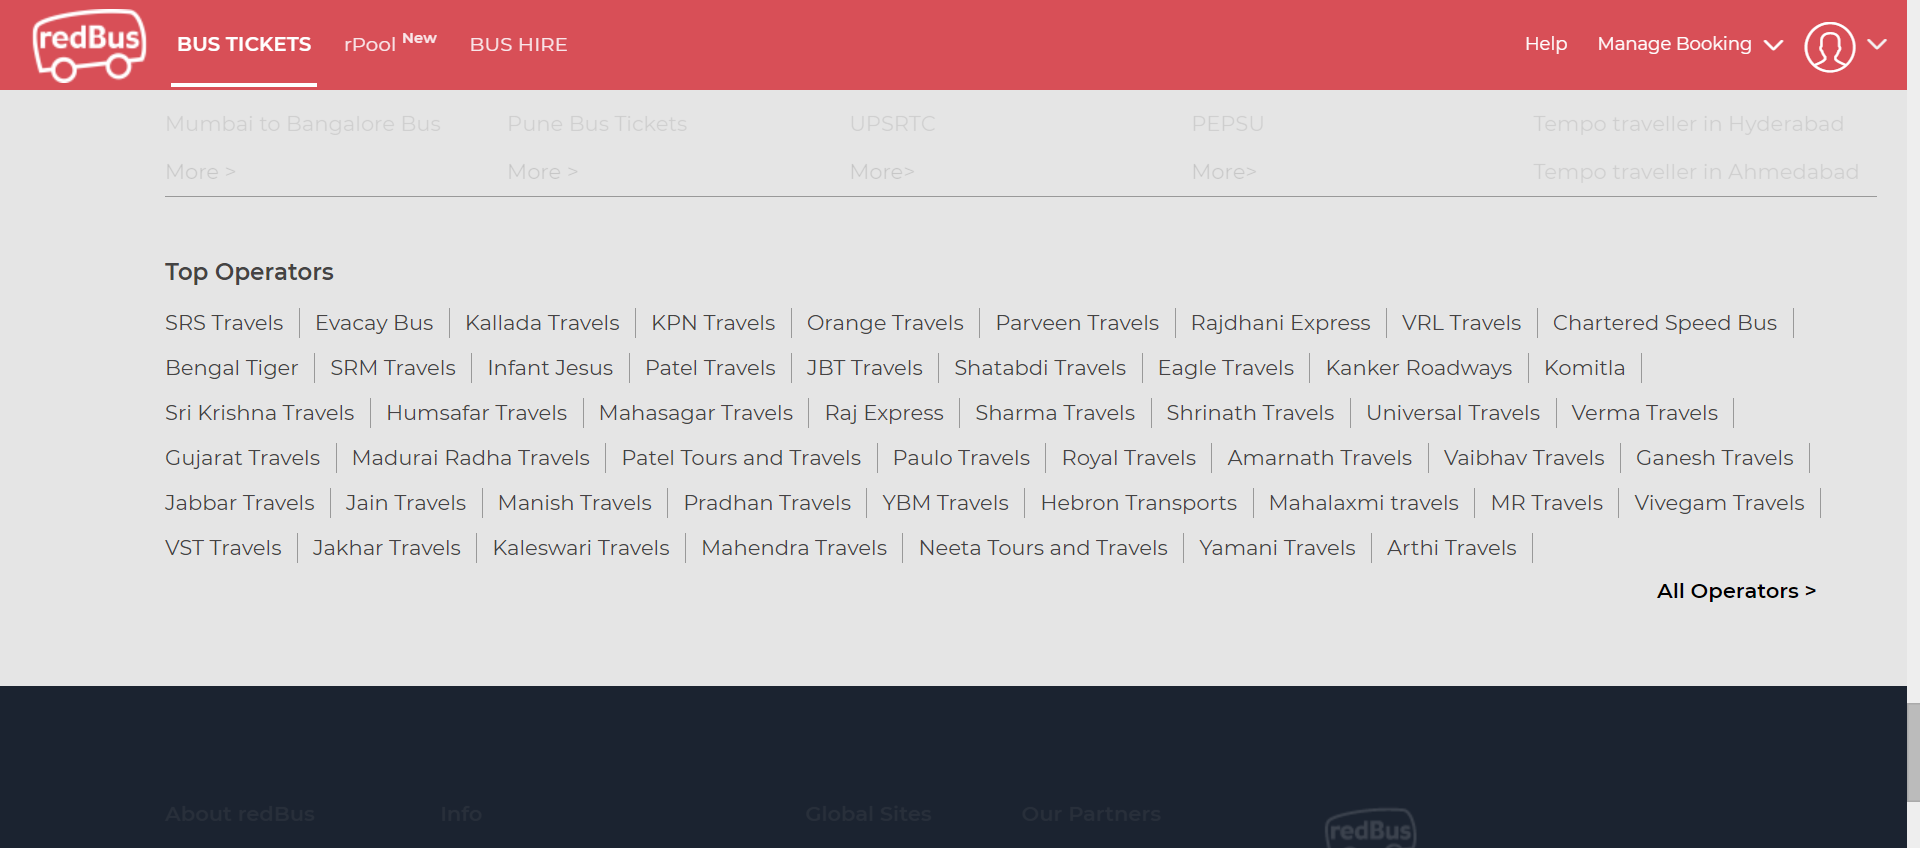 redBus BUS TICKETS rPool New BUS HIRE Help Manage Booking
Mumbai to Bangalore Bus Pune Bus Tickets UPSRTC PEPSU Tempo traveller in Hyderabad
More > More > More> More> Tempo traveller in Ahmedabad
Top Operators
SRS Travels Evacay Bus Kallada Travels KPN Travels Orange Travels Parveen Travels Rajdhani Express VRL Travels Chartered Speed Bus
Bengal Tiger SRM Travels Infant Jesus Patel Travels JBT Travels Shatabdi Travels Eagle Travels Kanker Roadways Komitla
Sri Krishna Travels Humsafar Travels Mahasagar Travels Raj Express Sharma Travels Shrinath Travels Universal Travels Verma Travels
Gujarat Travels Madurai Radha Travels Patel Tours and Travels Paulo Travels Royal Travels Amarnath Travels Vaibhav Travels Ganesh Travels
Jabbar Travels Jain Travels Manish Travels Pradhan Travels YBM Travels Hebron Transports Mahalaxmi travels MR Travels Vivegam Travels
VST Travels Jakhar Travels Kaleswari Travels Mahendra Travels Neeta Tours and Travels Yamani Travels Arthi Travels
All Operators >
About redBus Info Global Sites Our Partners redBus